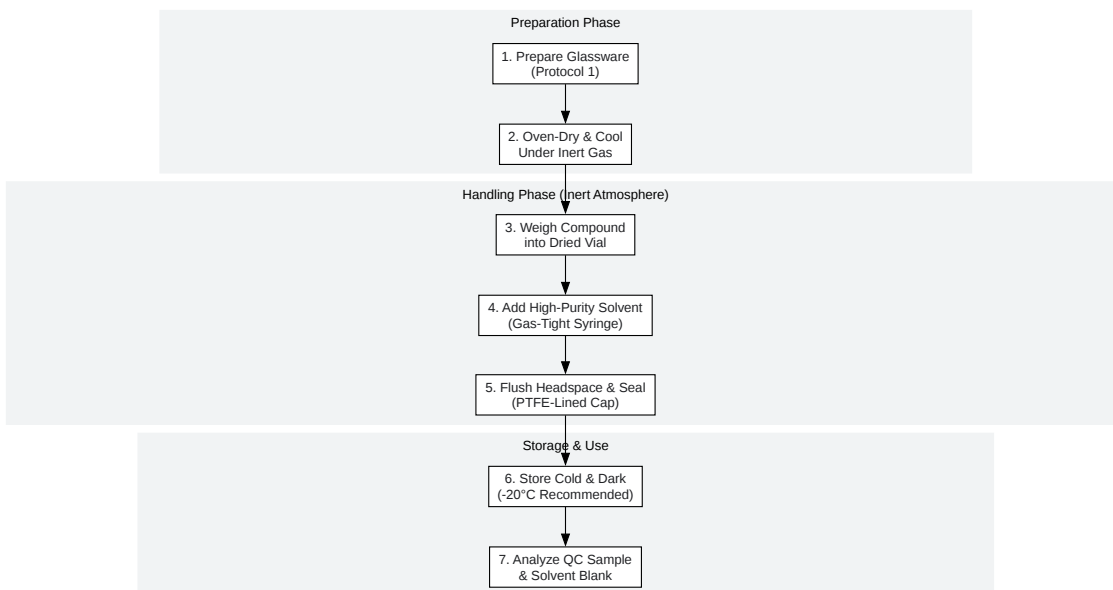 Preparation Phase
1. Prepare Glassware
(Protocol 1)
2. Oven-Dry & Cool
Under Inert Gas
Handling Phase (Inert Atmosphere)
3. Weigh Compound
into Dried Vial
4. Add High-Purity Solvent
(Gas-Tight Syringe)
5. Flush Headspace & Seal
(PTFE-Lined Cap)
Storage & Use
6. Store Cold & Dark
(-20°C Recommended)
7. Analyze QC Sample
& Solvent Blank